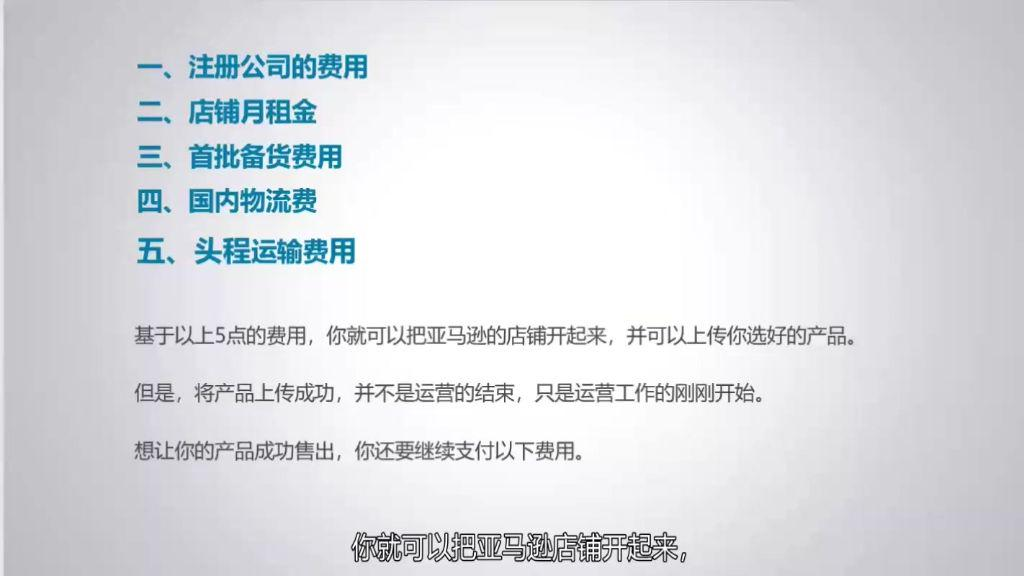 一、注册公司的费用
二、店铺月租金
三、首批备货费用
四、国内物流费
五、头程运输费用
基于以上5点的费用，你就可以把亚马逊的店铺开起来，并可以上传你选好的产品。
但是，将产品上传成功，并不是运营的结束，只是运营工作的刚刚开始。
想让你的产品成功售出，你还要继续支付以下费用。
你就可以把亚马逊店铺开起来，